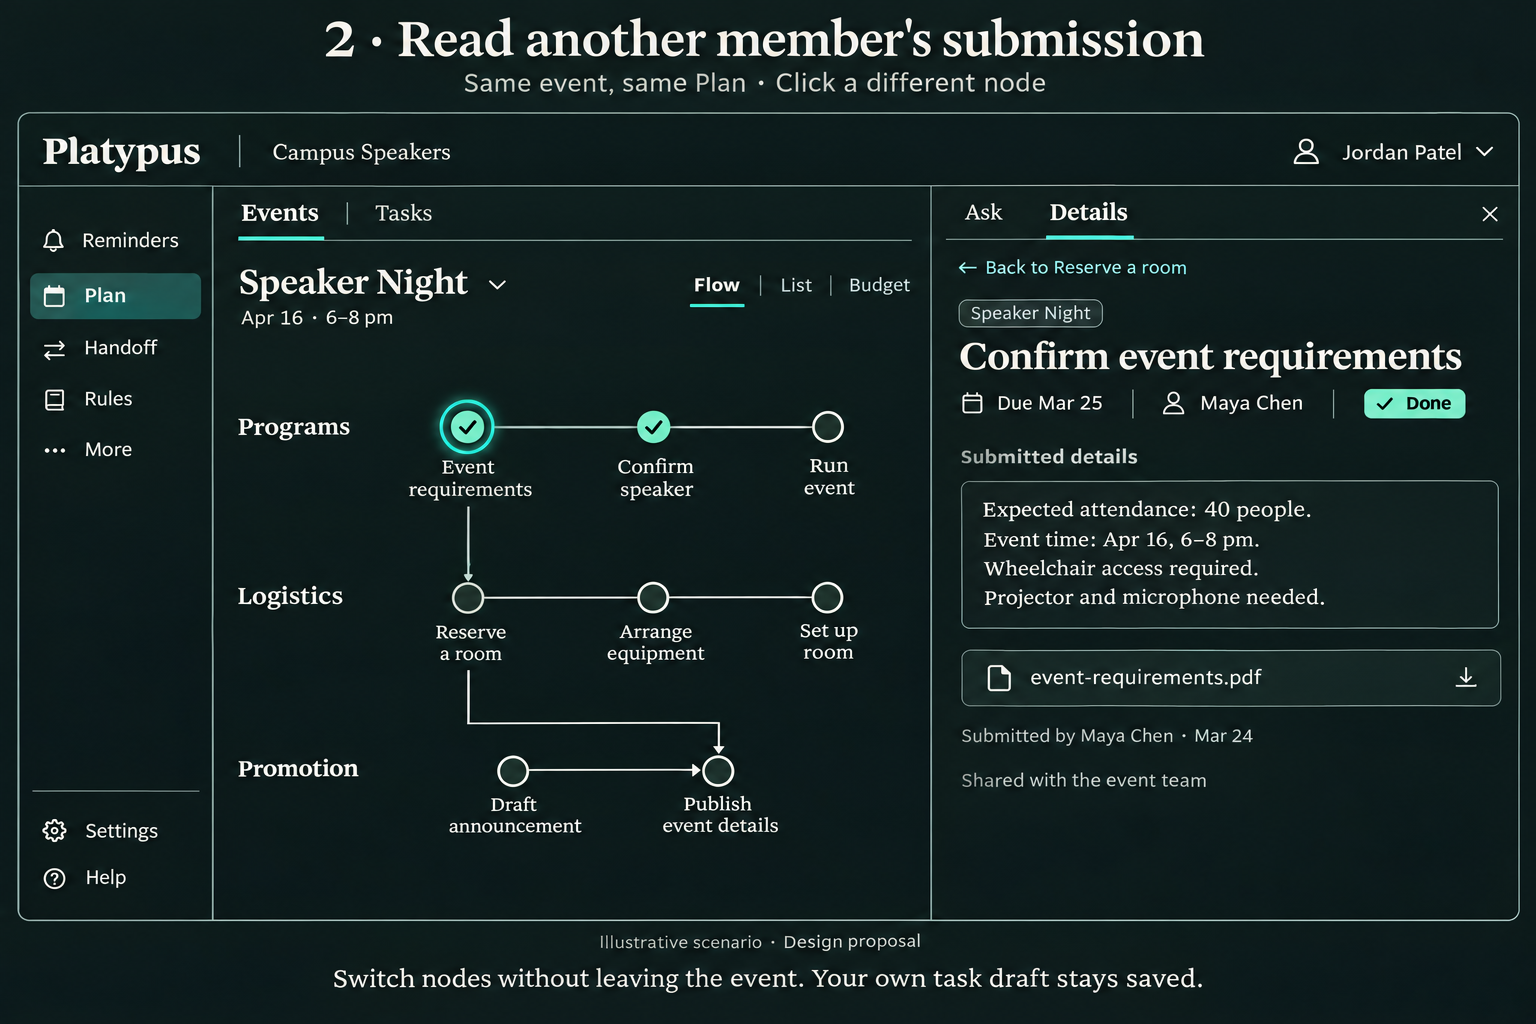 2 · Read another member's submission
Same event, same Plan · Click a different node
Platypus
Campus Speakers
Jordan Patel
Reminders
Plan
Handoff
Rules
More
Settings
Help
Events | Tasks
Speaker Night
Apr 16 · 6–8 pm
Flow | List | Budget
Programs
Event
requirements
Confirm
speaker
Run
event
Logistics
Reserve
a room
Arrange
equipment
Set up
room
Promotion
Draft
announcement
Publish
event details
Ask
Details
← Back to Reserve a room
Speaker Night
Confirm event requirements
Due Mar 25 | Maya Chen | Done
Submitted details
Expected attendance: 40 people.
Event time: Apr 16, 6–8 pm.
Wheelchair access required.
Projector and microphone needed.
event-requirements.pdf
Submitted by Maya Chen · Mar 24
Shared with the event team
Illustrative scenario · Design proposal
Switch nodes without leaving the event. Your own task draft stays saved.